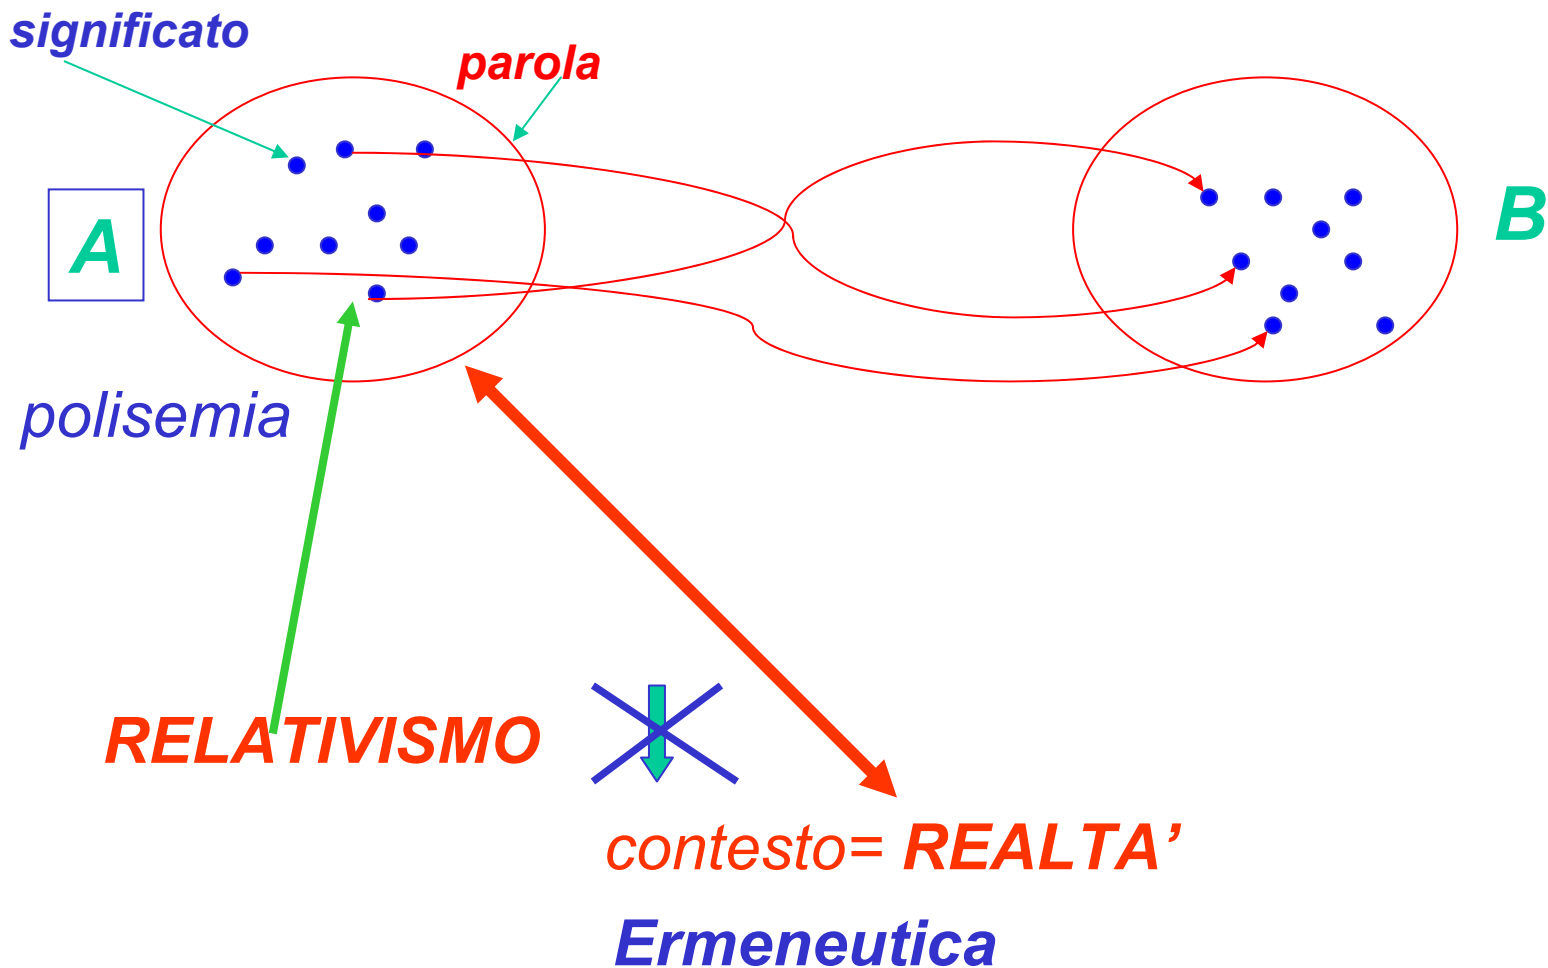 significato
parola
A
B
polisemia
RELATIVISMO
contesto= REALTA’
Ermeneutica